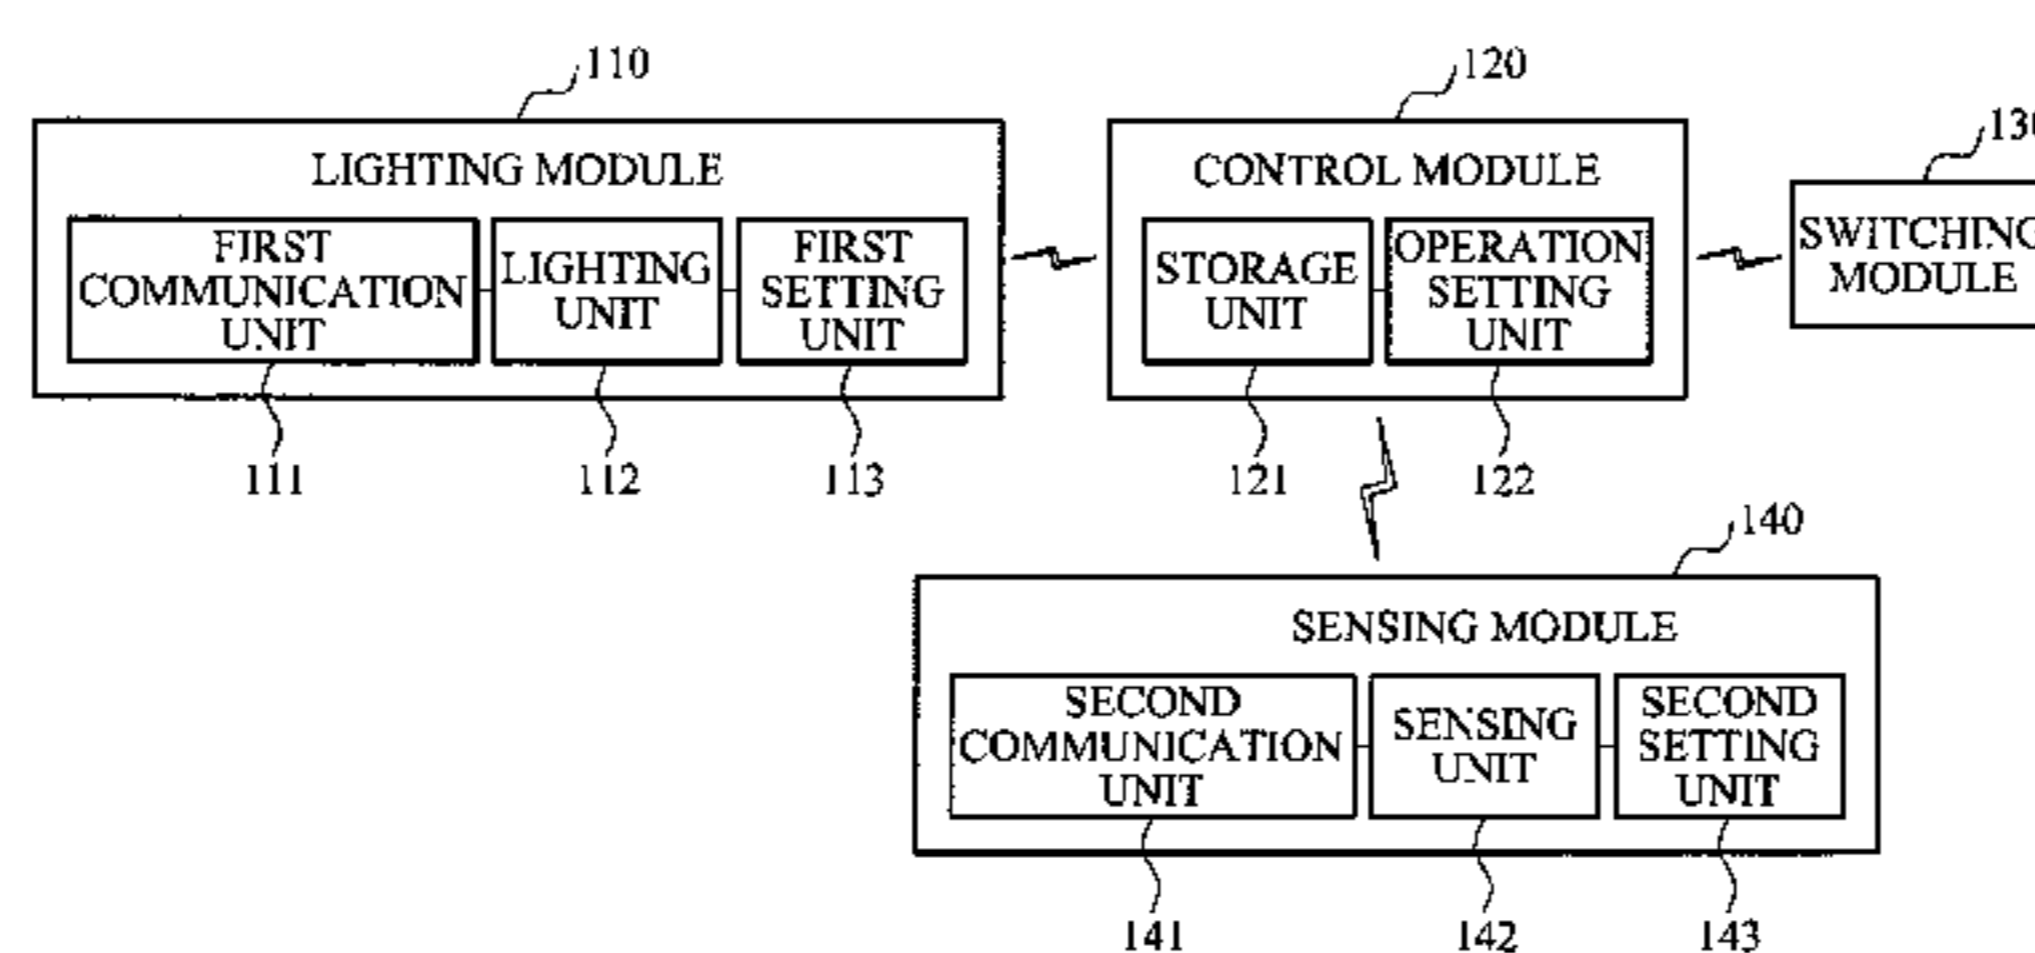 110
120
130
LIGHTING MODULE
FIRST
COMMUNICATION
UNIT
LIGHTING
UNIT
FIRST
SETTING
UNIT
CONTROL MODULE
STORAGE
UNIT
OPERATION
SETTING
UNIT
SWITCHING
MODULE
111
112
113
121
122
140
SENSING MODULE
SECOND
COMMUNICATION
UNIT
SENSING
UNIT
SECOND
SETTING
UNIT
141
142
143